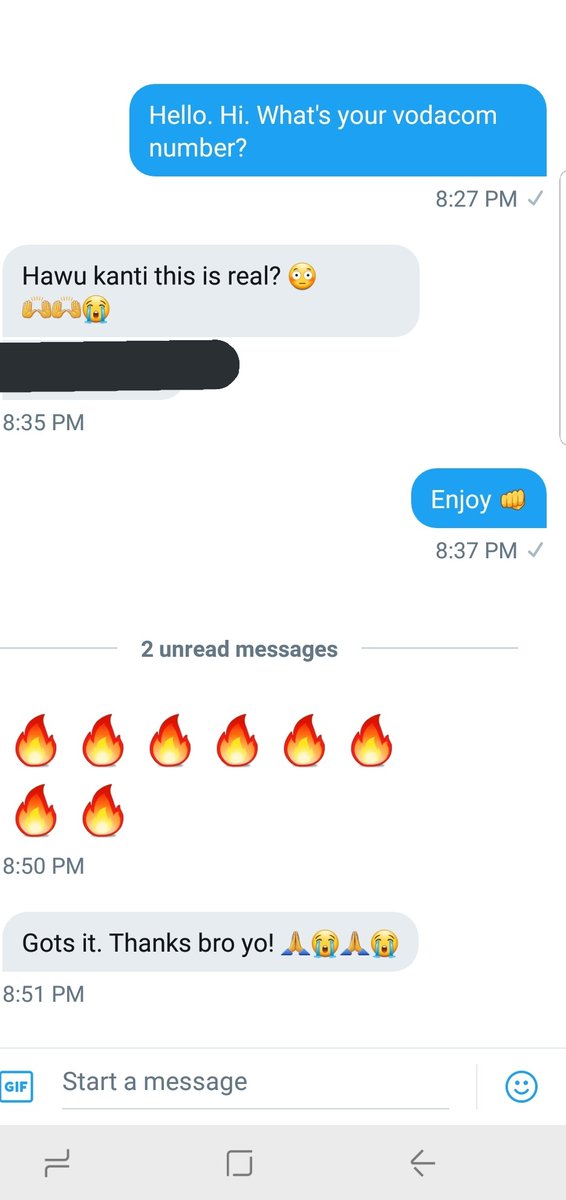 Hello. Hi. What's your vodacom
number?
8:27 PM ✓
Hawu kanti this is real? 😳
🙌🙌😭
8:35 PM
Enjoy 👊
8:37 PM ✓
2 unread messages
🔥 🔥 🔥 🔥 🔥 🔥
🔥 🔥
8:50 PM
Gots it. Thanks bro yo! 🙏😭🙏😭
8:51 PM
GIF
Start a message